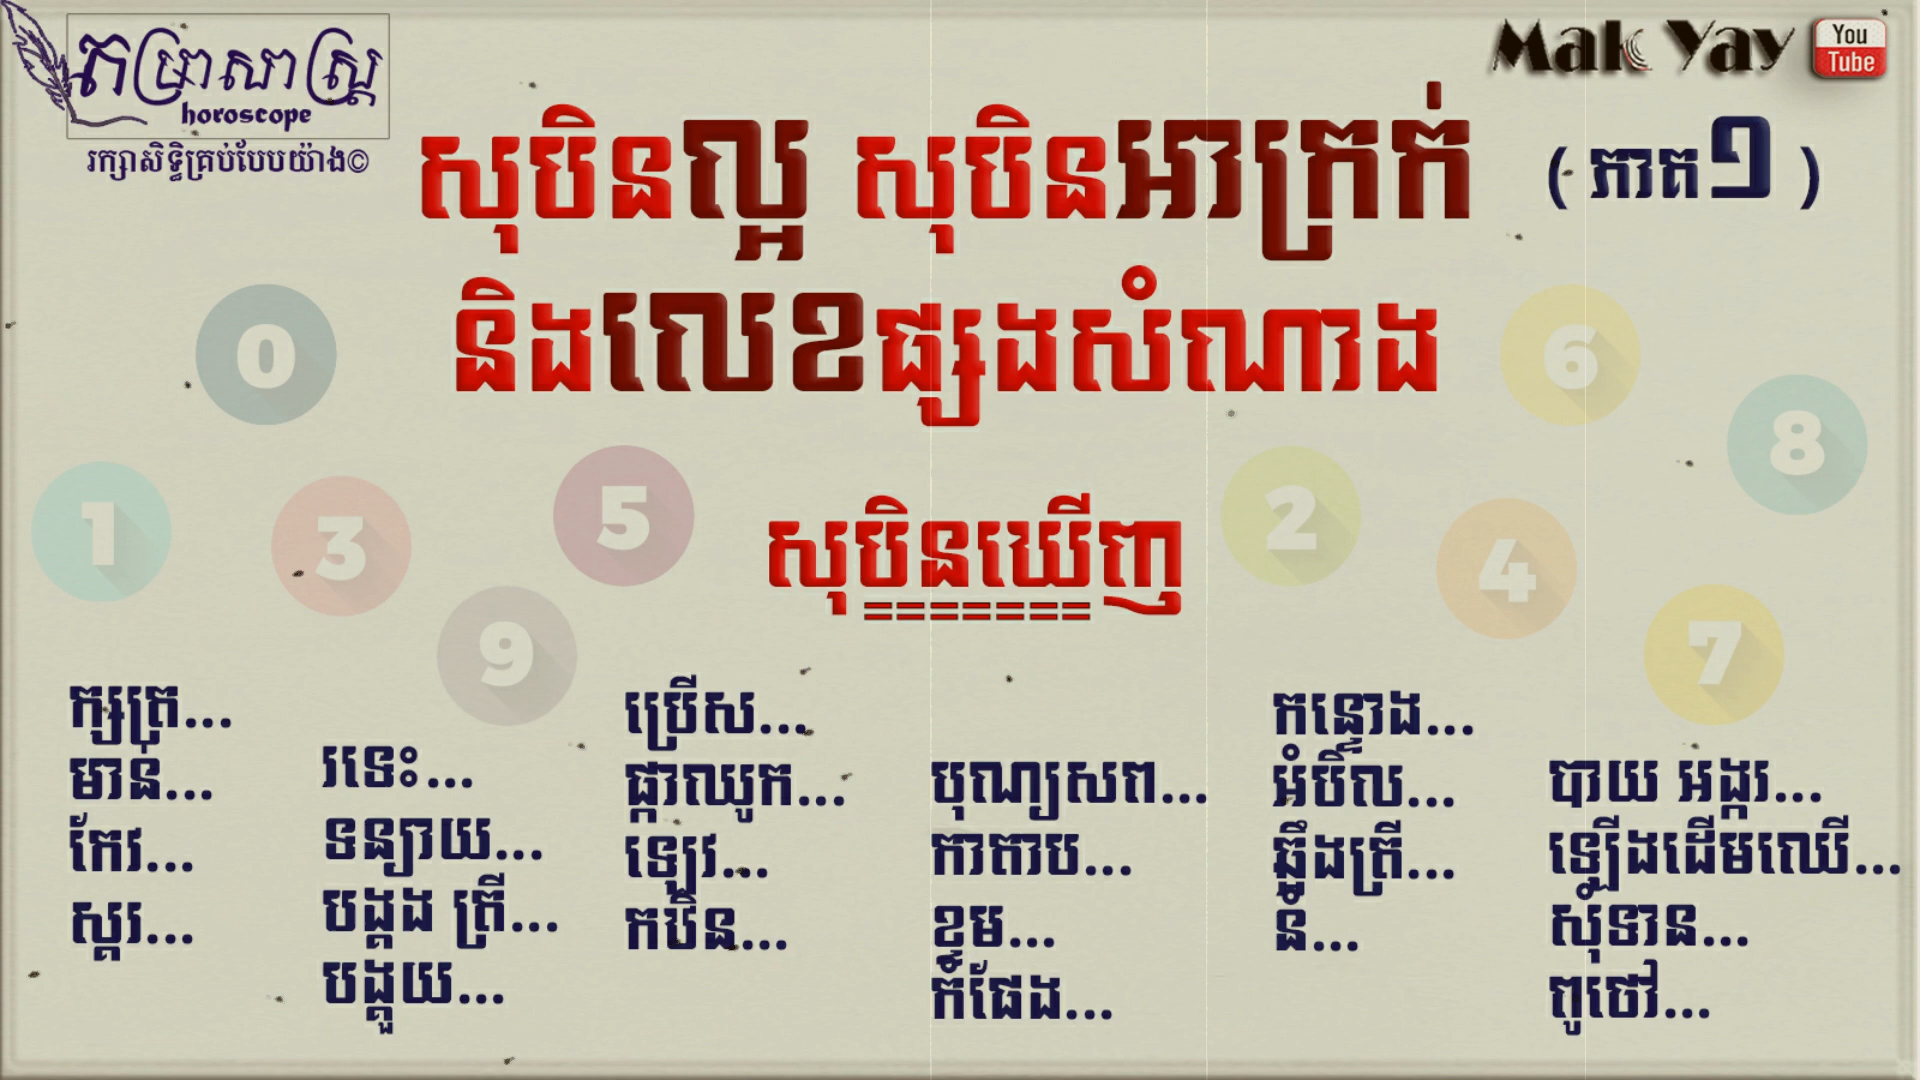 តម្រាសាស្ត្រ
horoscope
រក្សាសិទ្ធិគ្រប់បែបយ៉ាង©
Mak Yay You Tube
សុបិនល្អ សុបិនអាក្រក់ (ភាគ១)
និងលេខផ្សងសំណាង
0
6
8
1
3
5
2
4
9
7
សុបិនឃើញ
=======
ក្សត្រ...
មាន់...
កែវ...
ស្គរ...
រទេះ...
ទន្សាយ...
បង្គង ត្រី...
បង្គួយ...
ប្រើស...
ផ្កាឈូក...
ឡេវ...
កឋិន...
បុណ្យសព...
កាតាប...
ខ្នុម...
កំផែង...
កន្ទោង...
អំបិល...
ឆ្អឹងត្រី...
នំ...
បាយ អង្ករ...
ឡើងដើមឈើ...
សុំទាន...
ពូថៅ...